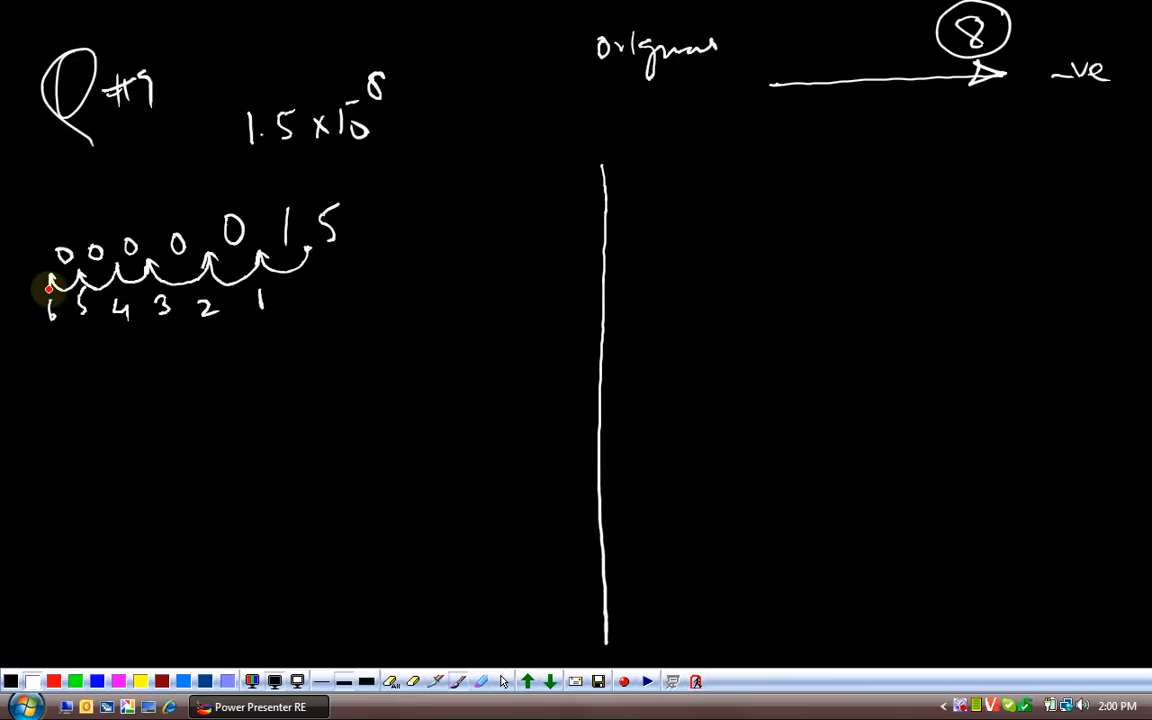 Original
8
-ve
Q #9
1.5 × 10⁻⁸
0 0 0 0 0 1 5
6 5 4 3 2 1
Power Presenter RE
2:00 PM